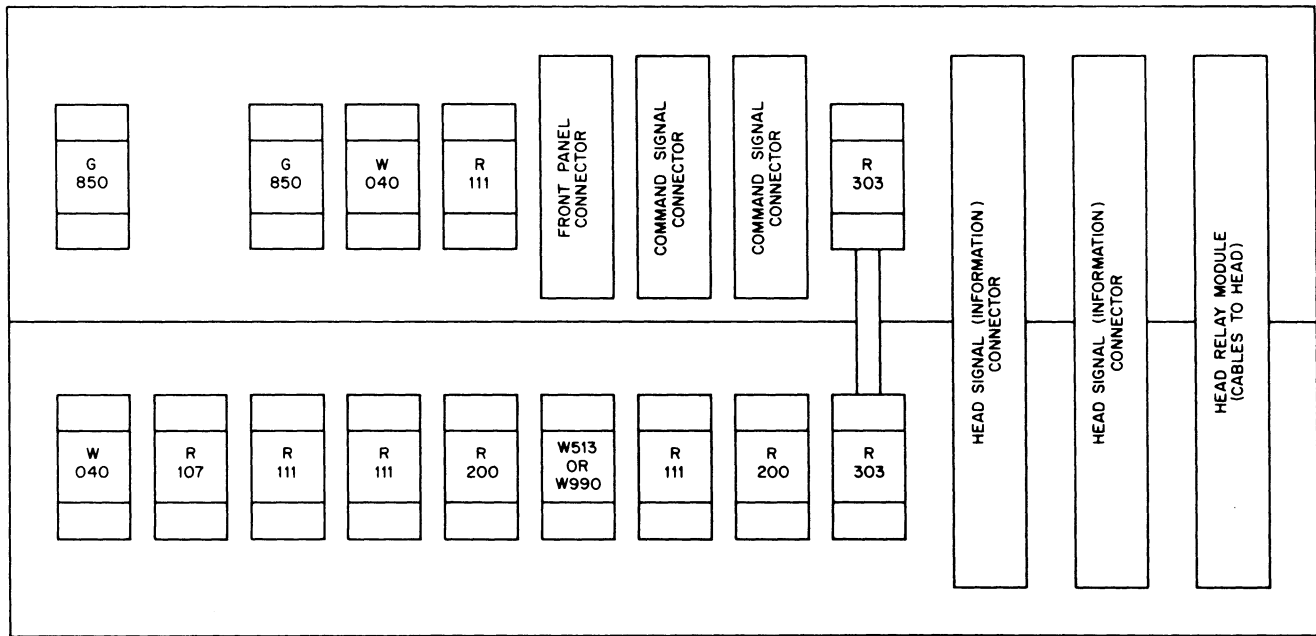 G
850
G
850
W
040
R
111
FRONT PANEL
CONNECTOR
COMMAND SIGNAL
CONNECTOR
COMMAND SIGNAL
CONNECTOR
R
303
HEAD SIGNAL (INFORMATION)
CONNECTOR
HEAD SIGNAL (INFORMATION)
CONNECTOR
HEAD RELAY MODULE
(CABLES TO HEAD)
W
040
R
107
R
111
R
111
R
200
W513
OR
W990
R
111
R
200
R
303